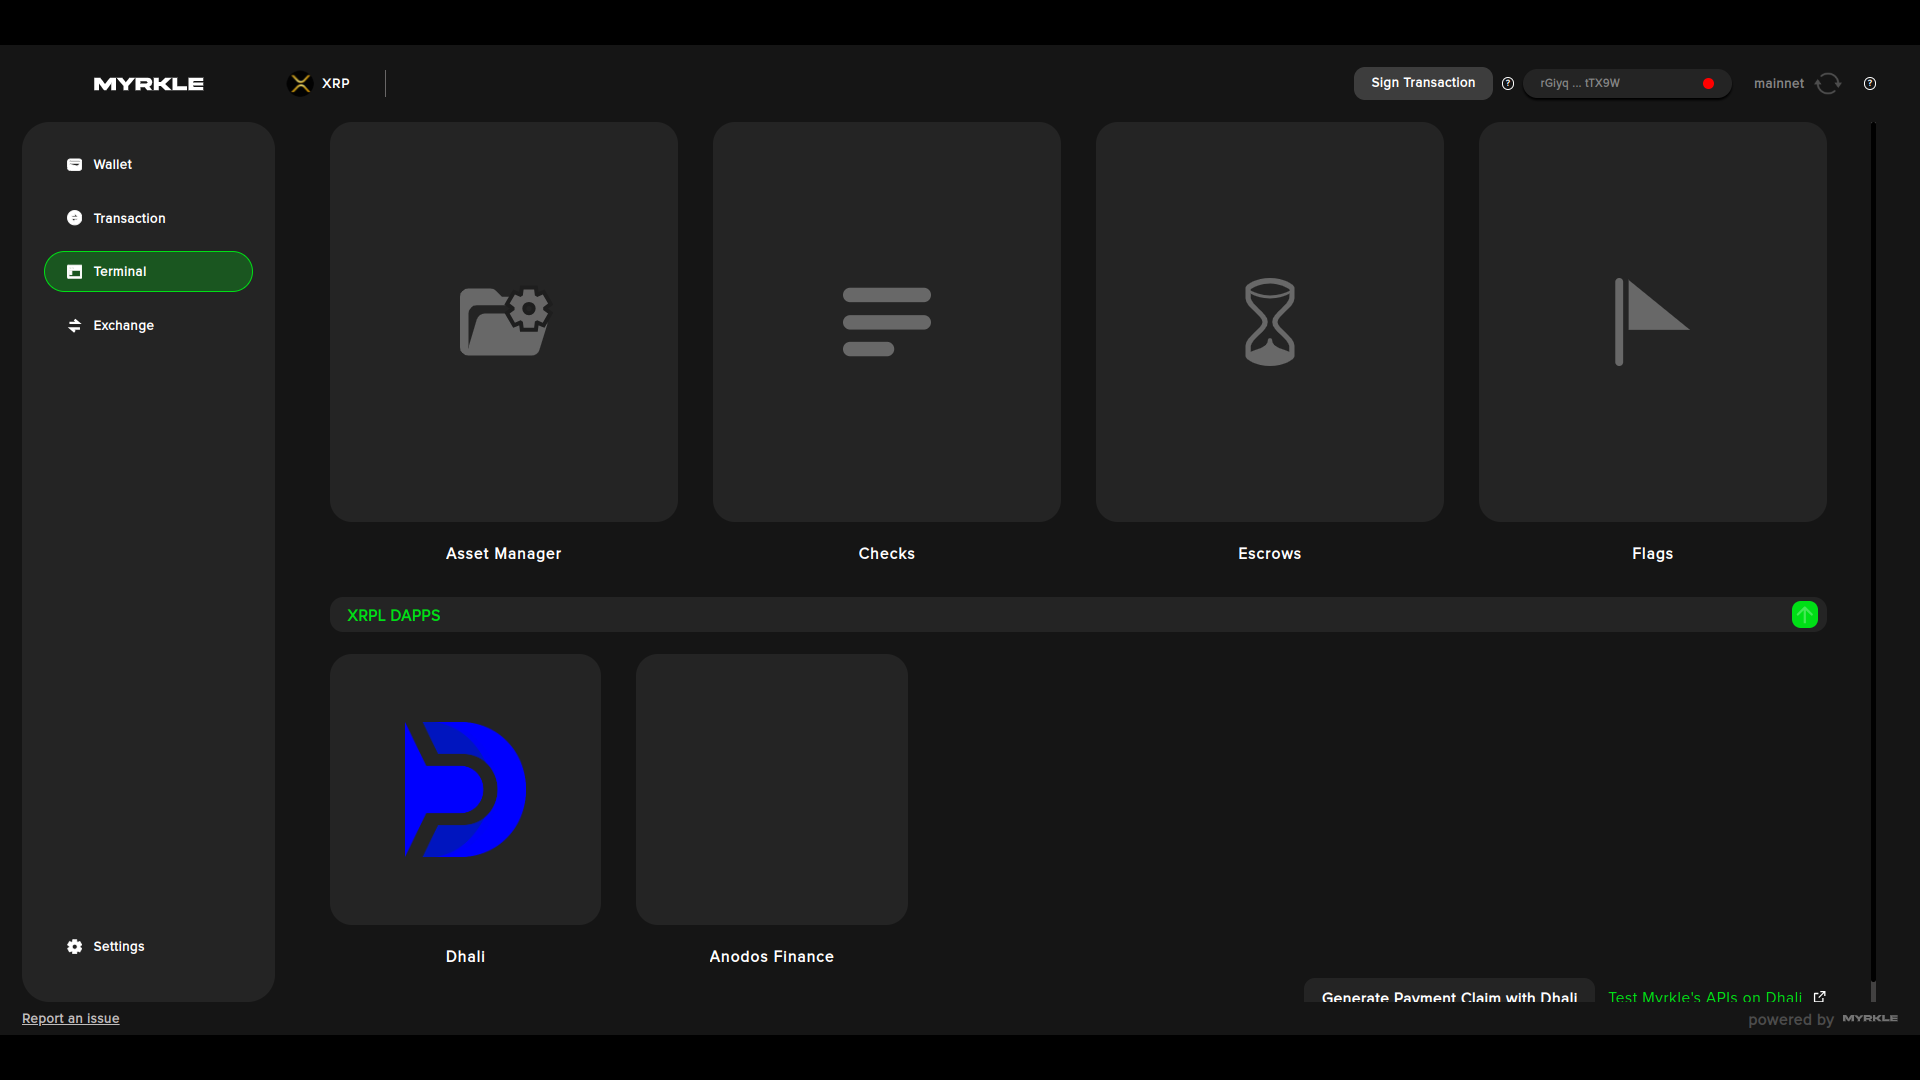 MYRKLE
XRP
Sign Transaction
rGiyq ... tTX9W
mainnet
Wallet
Transaction
Terminal
Exchange
Settings
Asset Manager
Checks
Escrows
Flags
XRPL DAPPS
Dhali
Anodos Finance
Generate Payment Claim with Dhali
Test Myrkle's APIs on Dhali
Report an issue
powered by MYRKLE